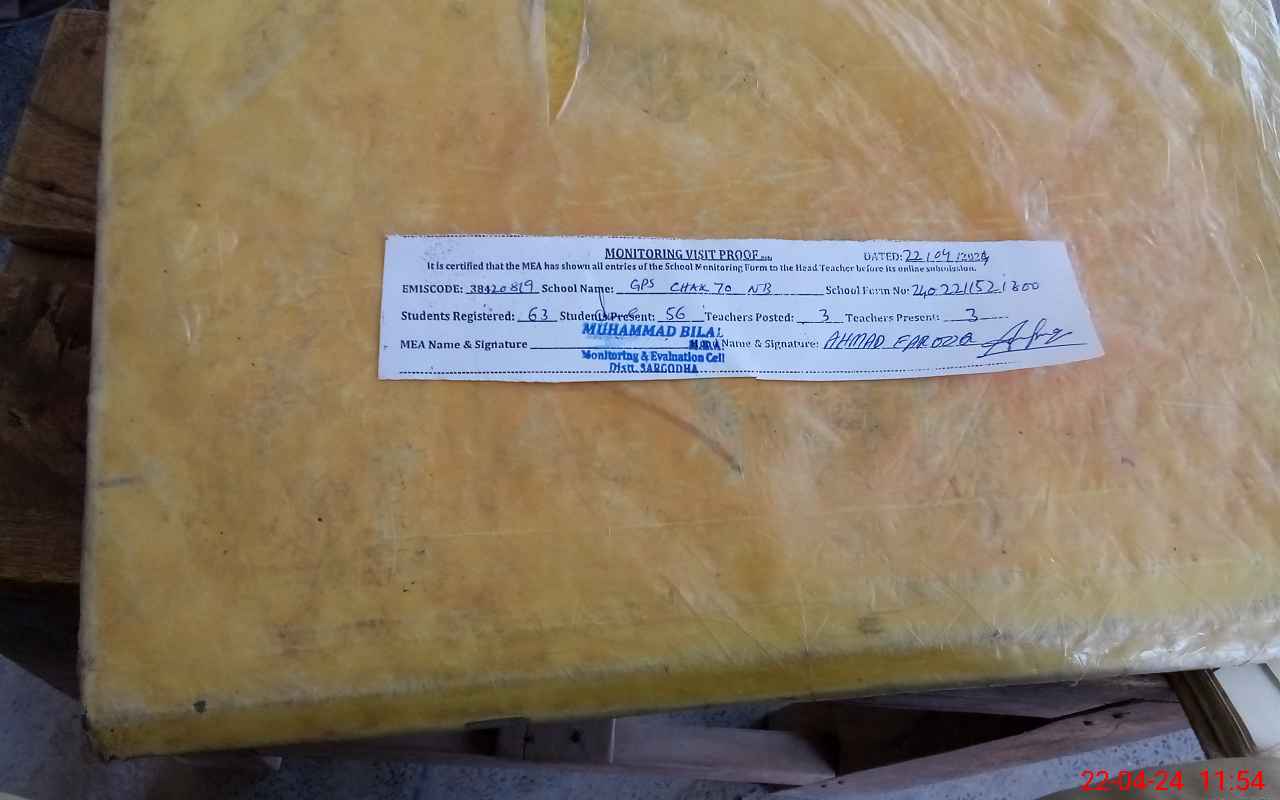 MONITORING VISIT PROOF
DATED: 22/04/2024
It is certified that the MEA has shown all entries of the School Monitoring Form to the Head Teacher before its online submission.
EMISCODE: 38420819 School Name: GPS CHAK 70 NB School Form No:
Students Registered: 63 Students Present: 56 Teachers Posted: 3 Teachers Present: 3
MEA Name & Signature Name & Signature: AHMAD
MUHAMMAD BILAL
M.E.A
Monitoring & Evaluation Cell
Distt. SARGODHA
22-04-24 11:54